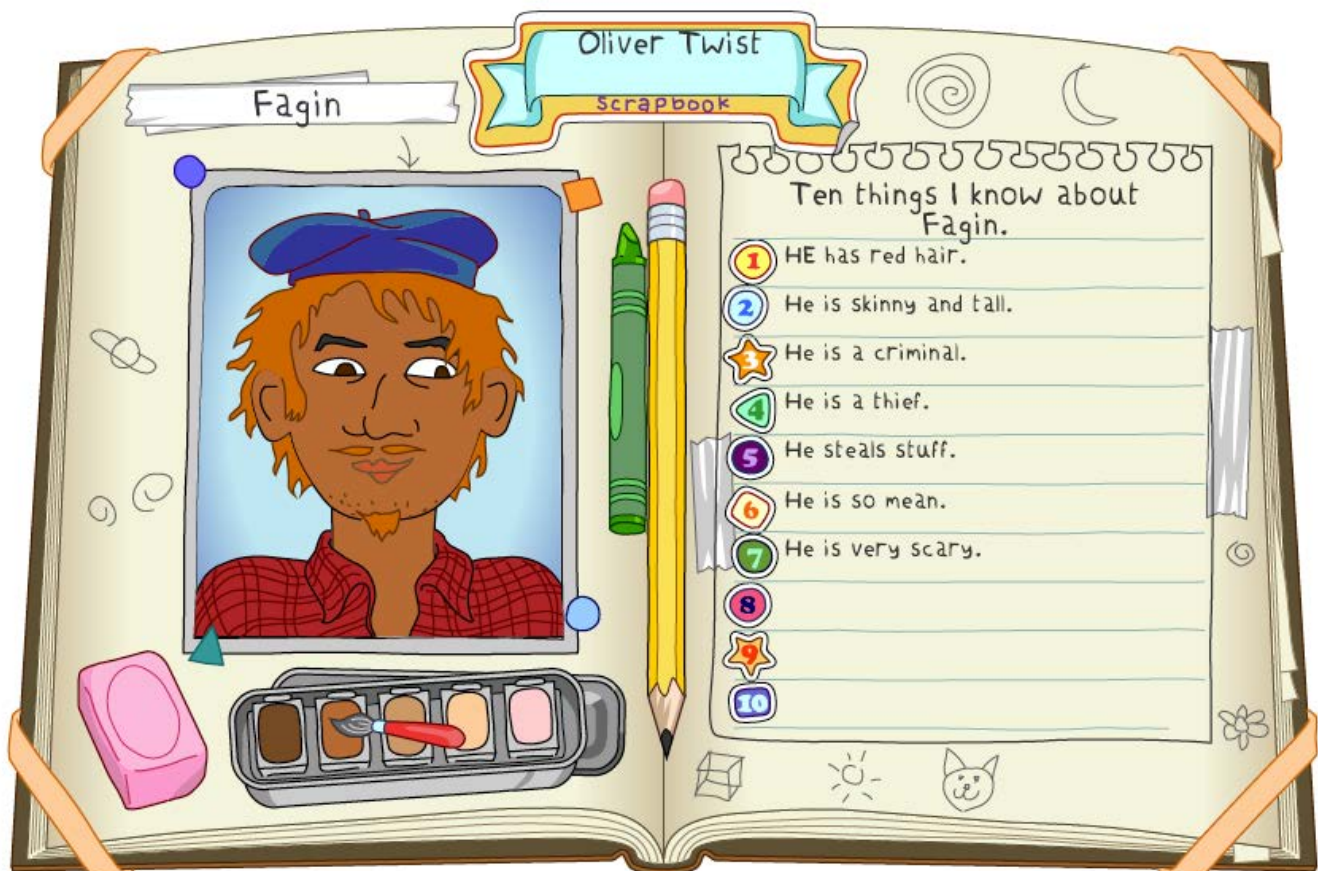 Oliver Twist
Scrapbook
Fagin
Ten things I know about
Fagin.
1 HE has red hair.
2 He is skinny and tall.
3 He is a criminal.
4 He is a thief.
5 He steals stuff.
6 He is so mean.
7 He is very scary.
8
9
10